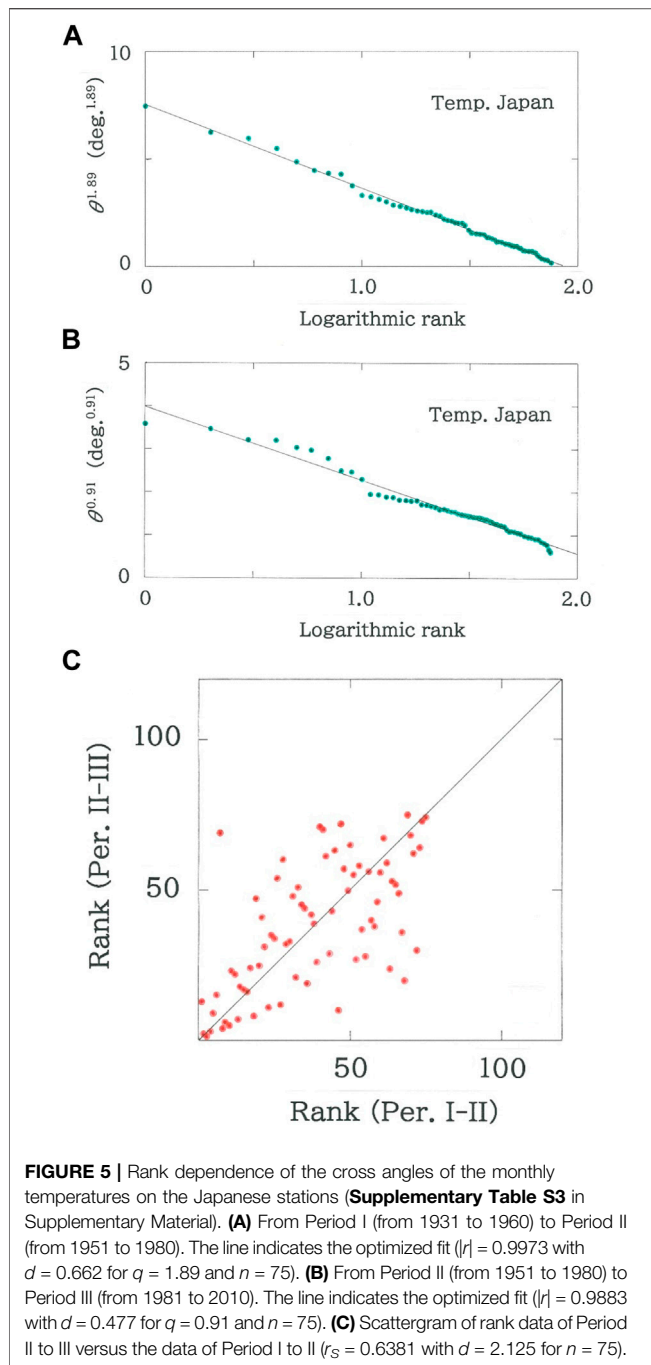 A
10
5
0
θ^1.89 (deg.^1.89)
Temp. Japan
0 1.0 2.0
Logarithmic rank
B
5
0
θ^0.91 (deg.^0.91)
Temp. Japan
0 1.0 2.0
Logarithmic rank
C
100
50
Rank (Per. II-III)
50 100
Rank (Per. I-II)
FIGURE 5 | Rank dependence of the cross angles of the monthly
temperatures on the Japanese stations (Supplementary Table S3 in
Supplementary Material). (A) From Period I (from 1931 to 1960) to Period II
(from 1951 to 1980). The line indicates the optimized fit (|r| = 0.9973 with
d = 0.662 for q = 1.89 and n = 75). (B) From Period II (from 1951 to 1980) to
Period III (from 1981 to 2010). The line indicates the optimized fit (|r| = 0.9883
with d = 0.477 for q = 0.91 and n = 75). (C) Scattergram of rank data of Period
II to III versus the data of Period I to II (rS = 0.6381 with d = 2.125 for n = 75).